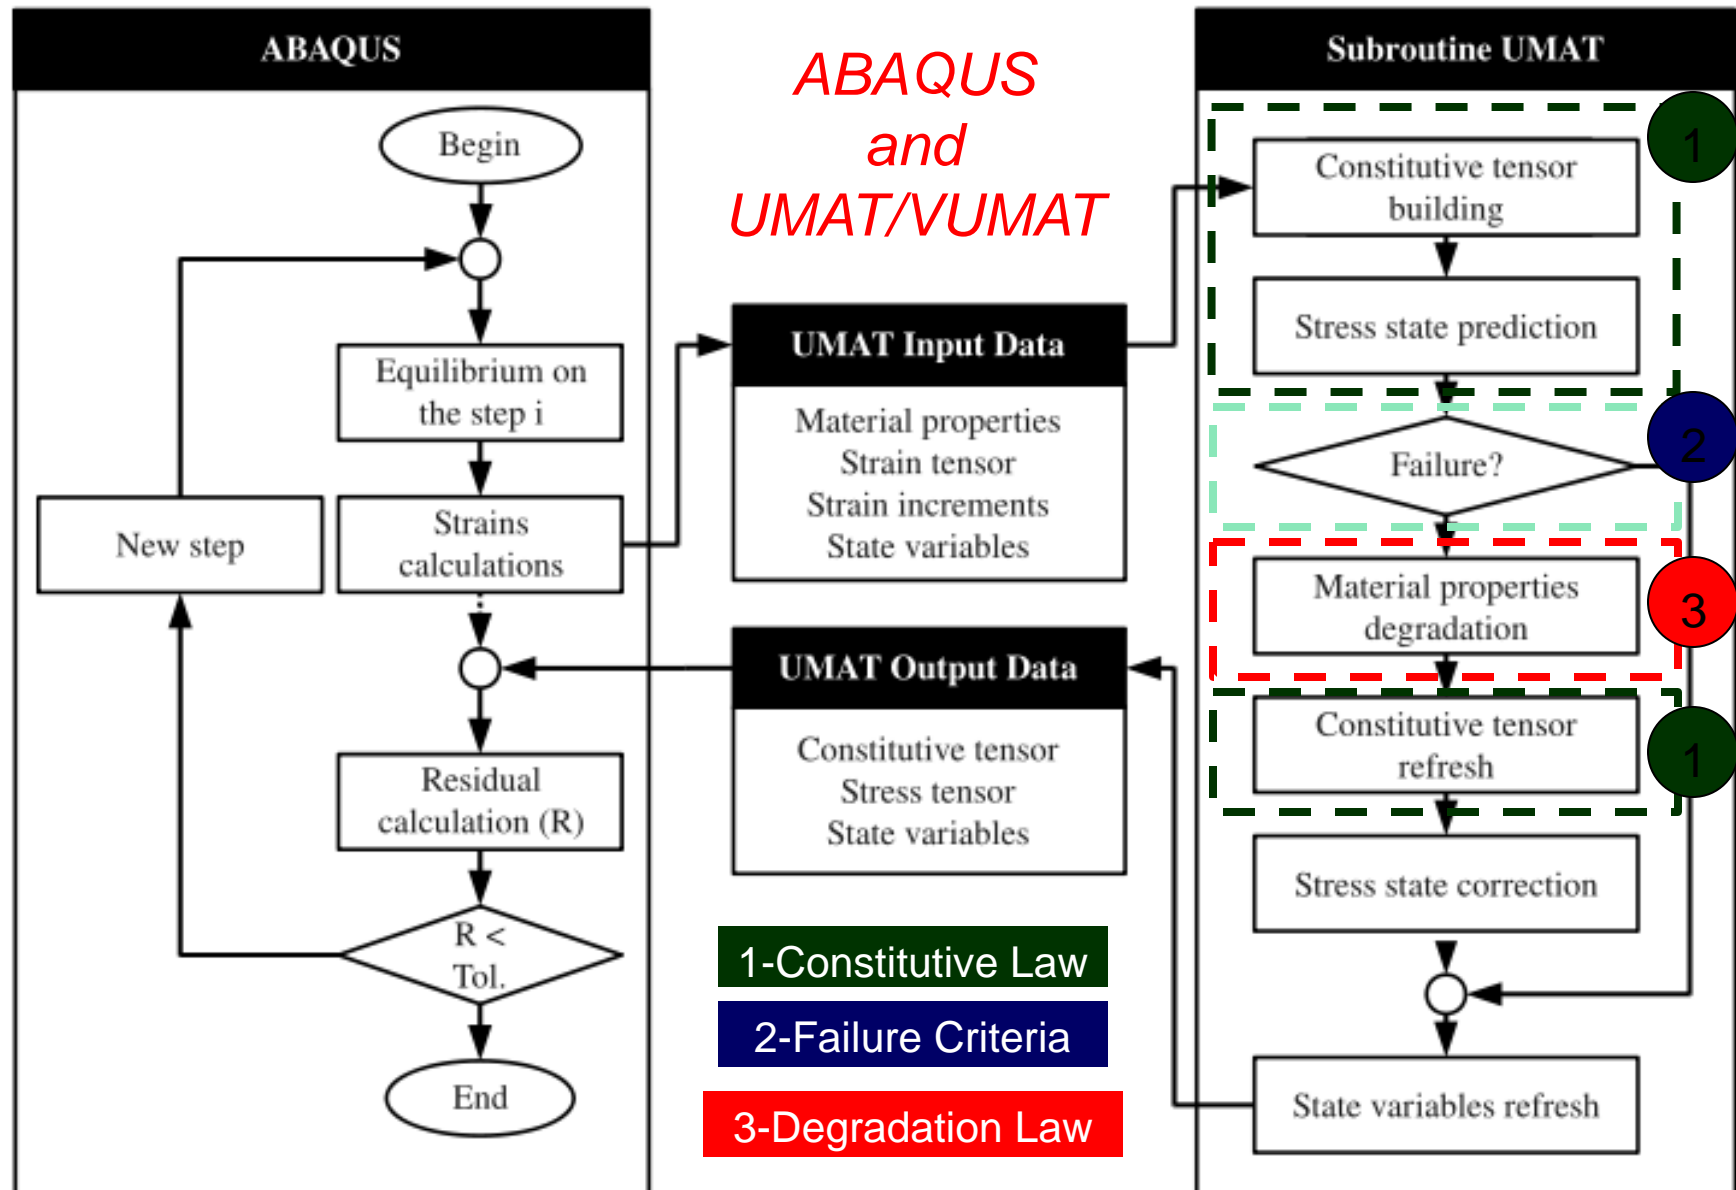 ABAQUS
Begin
Equilibrium on
the step i
Strains
calculations
New step
Residual
calculation (R)
R <
Tol.
End
ABAQUS
and
UMAT/VUMAT
UMAT Input Data
Material properties
Strain tensor
Strain increments
State variables
UMAT Output Data
Constitutive tensor
Stress tensor
State variables
1-Constitutive Law
2-Failure Criteria
3-Degradation Law
Subroutine UMAT
1
Constitutive tensor
building
Stress state prediction
2
Failure?
3
Material properties
degradation
1
Constitutive tensor
refresh
Stress state correction
State variables refresh